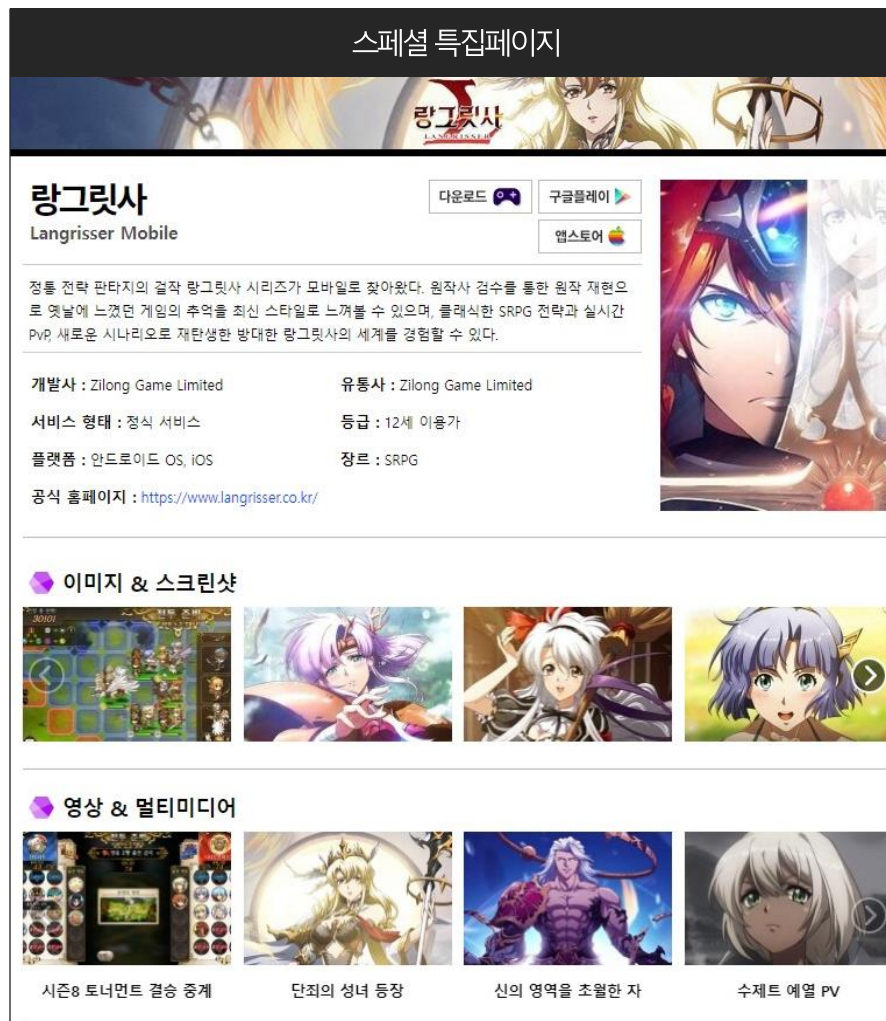 스페셜 특집페이지
랑그릿사
LANGRISSER
랑그릿사
Langrisser Mobile
다운로드
구글플레이
앱스토어
정통 전략 판타지의 걸작 랑그릿사 시리즈가 모바일로 찾아왔다. 원작사 검수를 통한 원작 재현으
로 옛날에 느꼈던 게임의 추억을 최신 스타일로 느껴볼 수 있으며, 클래식한 SRPG 전략과 실시간
PvP, 새로운 시나리오로 재탄생한 방대한 랑그릿사의 세계를 경험할 수 있다.
개발사 : Zilong Game Limited
유통사 : Zilong Game Limited
서비스 형태 : 정식 서비스
등급 : 12세 이용가
플랫폼 : 안드로이드 OS, iOS
장르 : SRPG
공식 홈페이지 : https://www.langrisser.co.kr/
이미지 & 스크린샷
30101
전투 준비
영상 & 멀티미디어
시즌8 토너먼트 결승 중계
단죄의 성녀 등장
신의 영역을 초월한 자
수제트 예열 PV